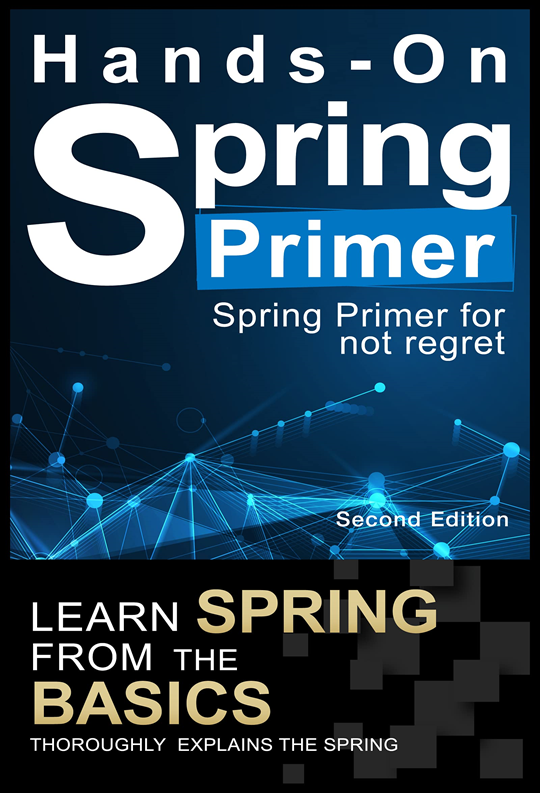 Hands-On
Spring
Primer
Spring Primer for
not regret
Second Edition
LEARN SPRING
FROM THE
BASICS
THOROUGHLY EXPLAINS THE SPRING